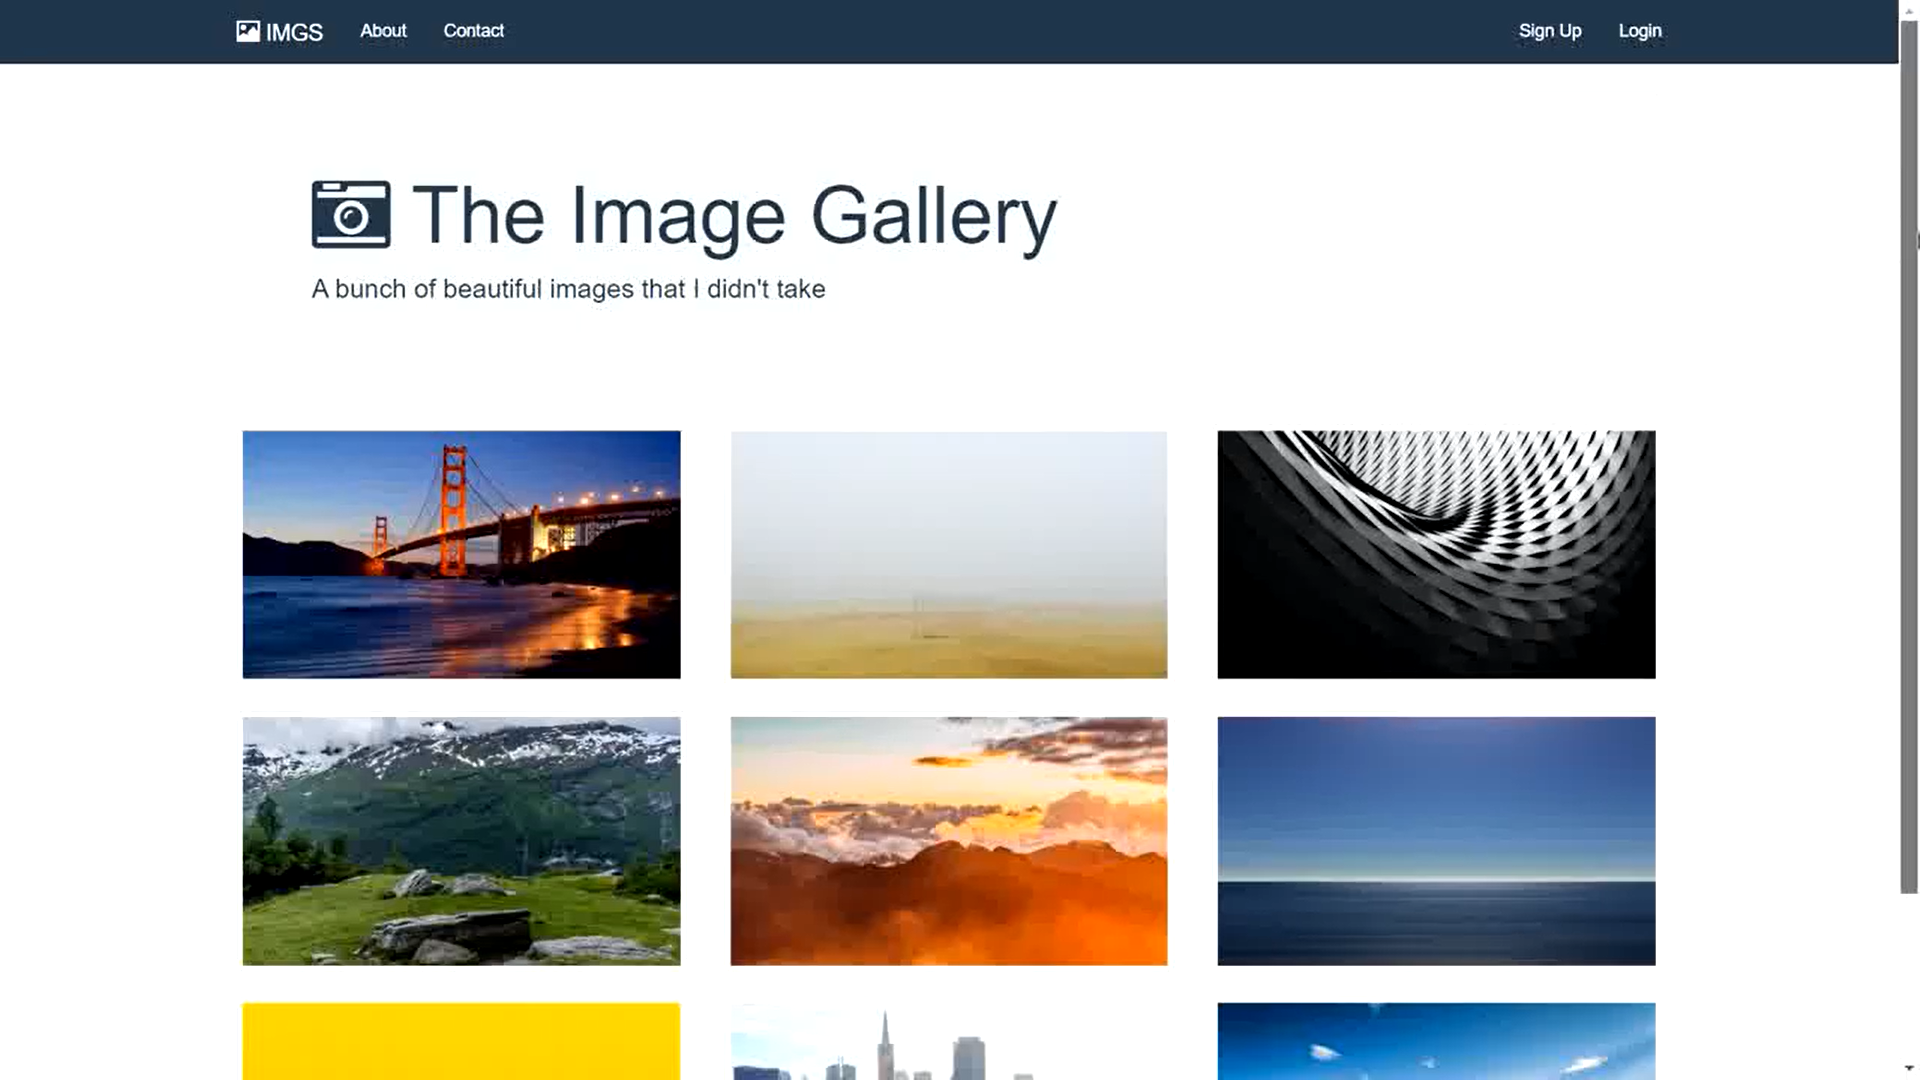 IMGS About Contact Sign Up Login
The Image Gallery
A bunch of beautiful images that I didn't take